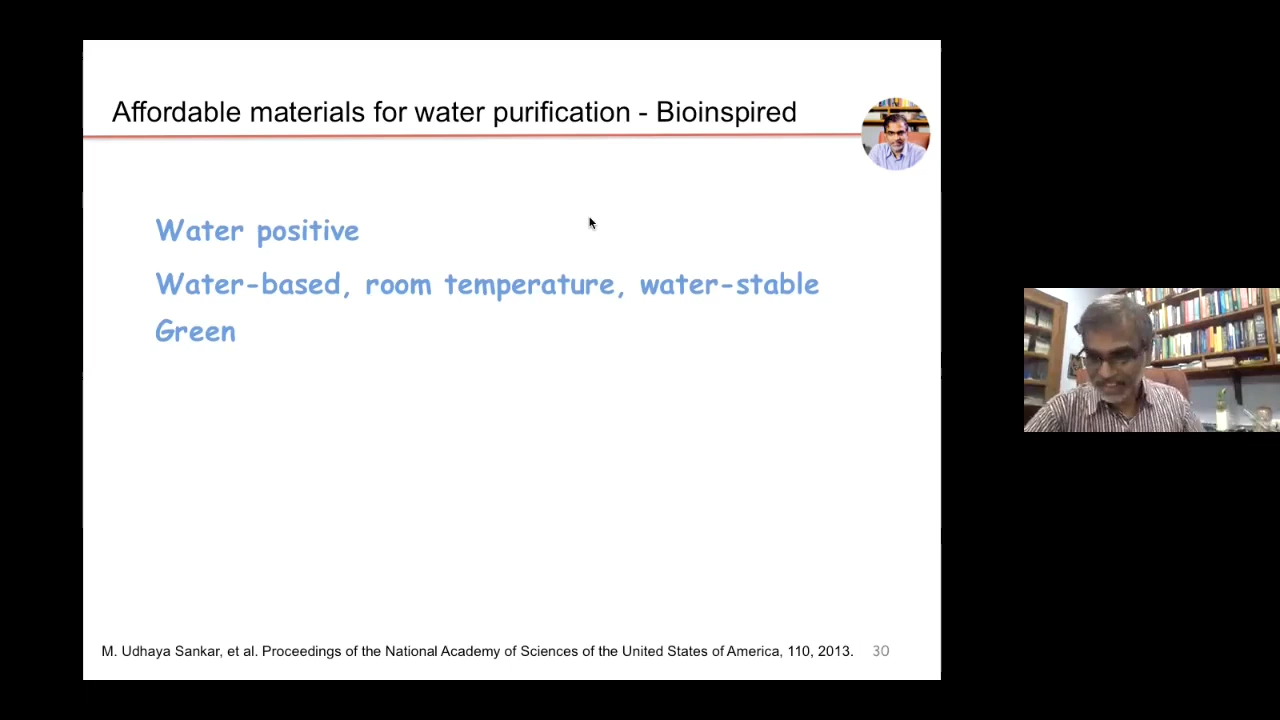 Affordable materials for water purification - Bioinspired
Water positive
Water-based, room temperature, water-stable
Green
M. Udhaya Sankar, et al. Proceedings of the National Academy of Sciences of the United States of America, 110, 2013.
30